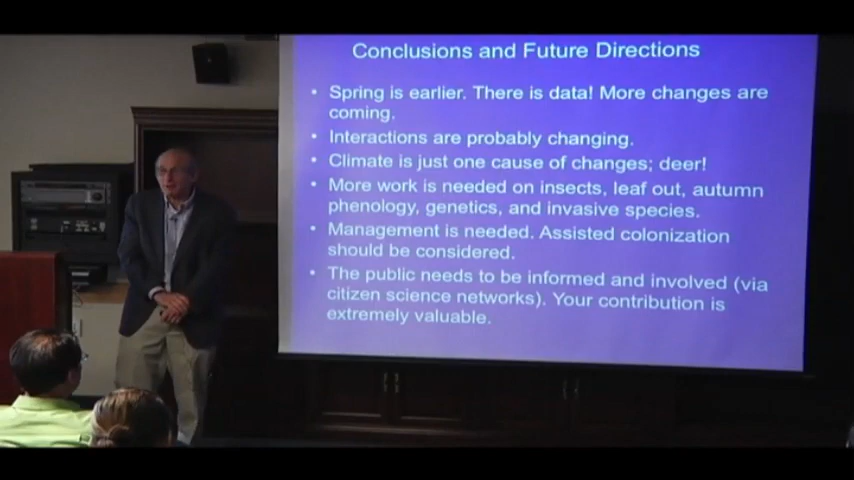 Conclusions and Future Directions
• Spring is earlier. There is data! More changes are
coming.
• Interactions are probably changing.
• Climate is just one cause of changes; deer!
• More work is needed on insects, leaf out, autumn
phenology, genetics, and invasive species.
• Management is needed. Assisted colonization
should be considered.
• The public needs to be informed and involved (via
citizen science networks). Your contribution is
extremely valuable.